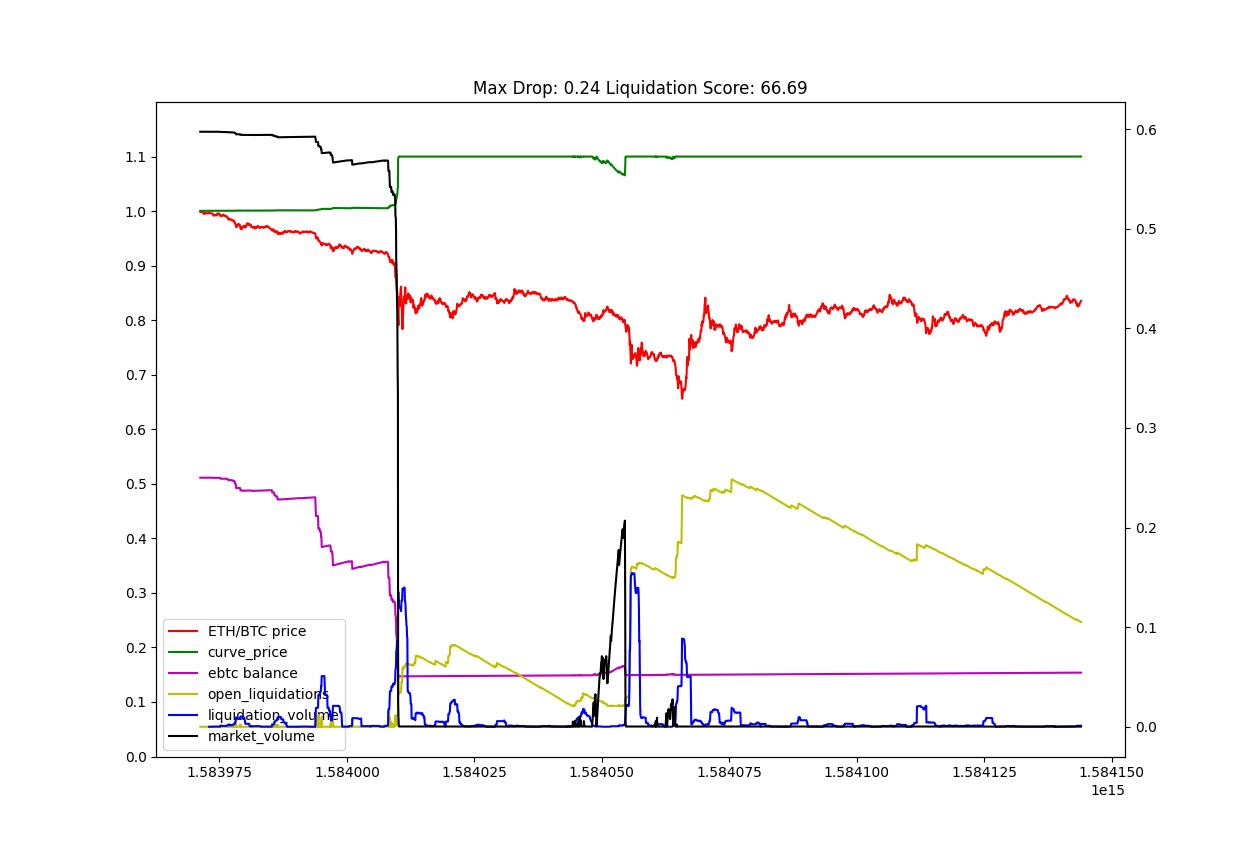 Max Drop: 0.24 Liquidation Score: 66.69
1.1
1.0
0.9
0.8
0.7
0.6
0.5
0.4
0.3
0.2
0.1
0.0
0.6
0.5
0.4
0.3
0.2
0.1
0.0
ETH/BTC price
curve_price
ebtc balance
open_liquidations
liquidation_volume
market_volume
1.583975 1.584000 1.584025 1.584050 1.584075 1.584100 1.584125 1.584150
1e15